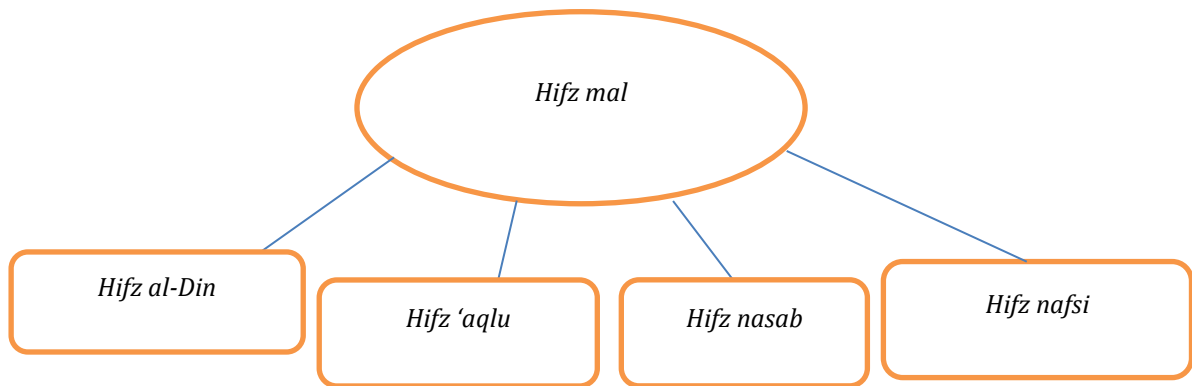 Hifz mal
Hifz al-Din
Hifz ‘aqlu
Hifz nasab
Hifz nafsi